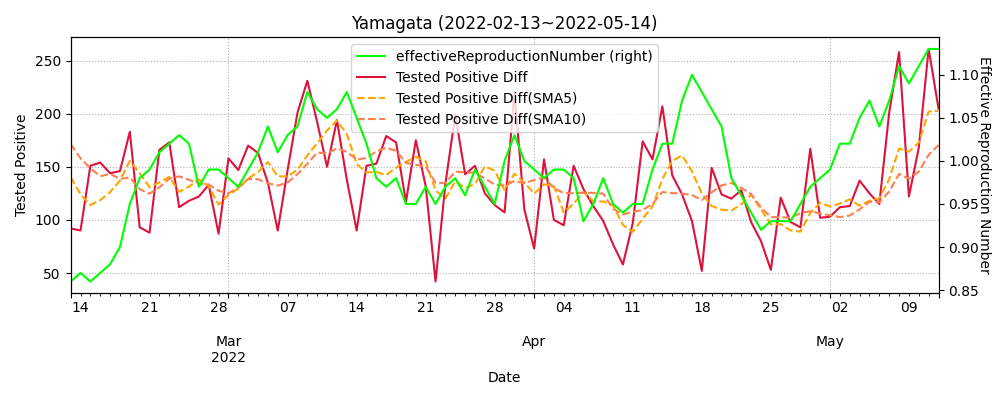 Yamagata (2022-02-13~2022-05-14)
effectiveReproductionNumber (right)
Tested Positive Diff
Tested Positive Diff(SMA5)
Tested Positive Diff(SMA10)
Tested Positive
250
200
150
100
50
1.10
1.05
1.00
0.95
0.90
0.85
Effective Reproduction Number
14 21 28 07 14 21 28 04 11 18 25 02 09
Mar Apr May
2022
Date